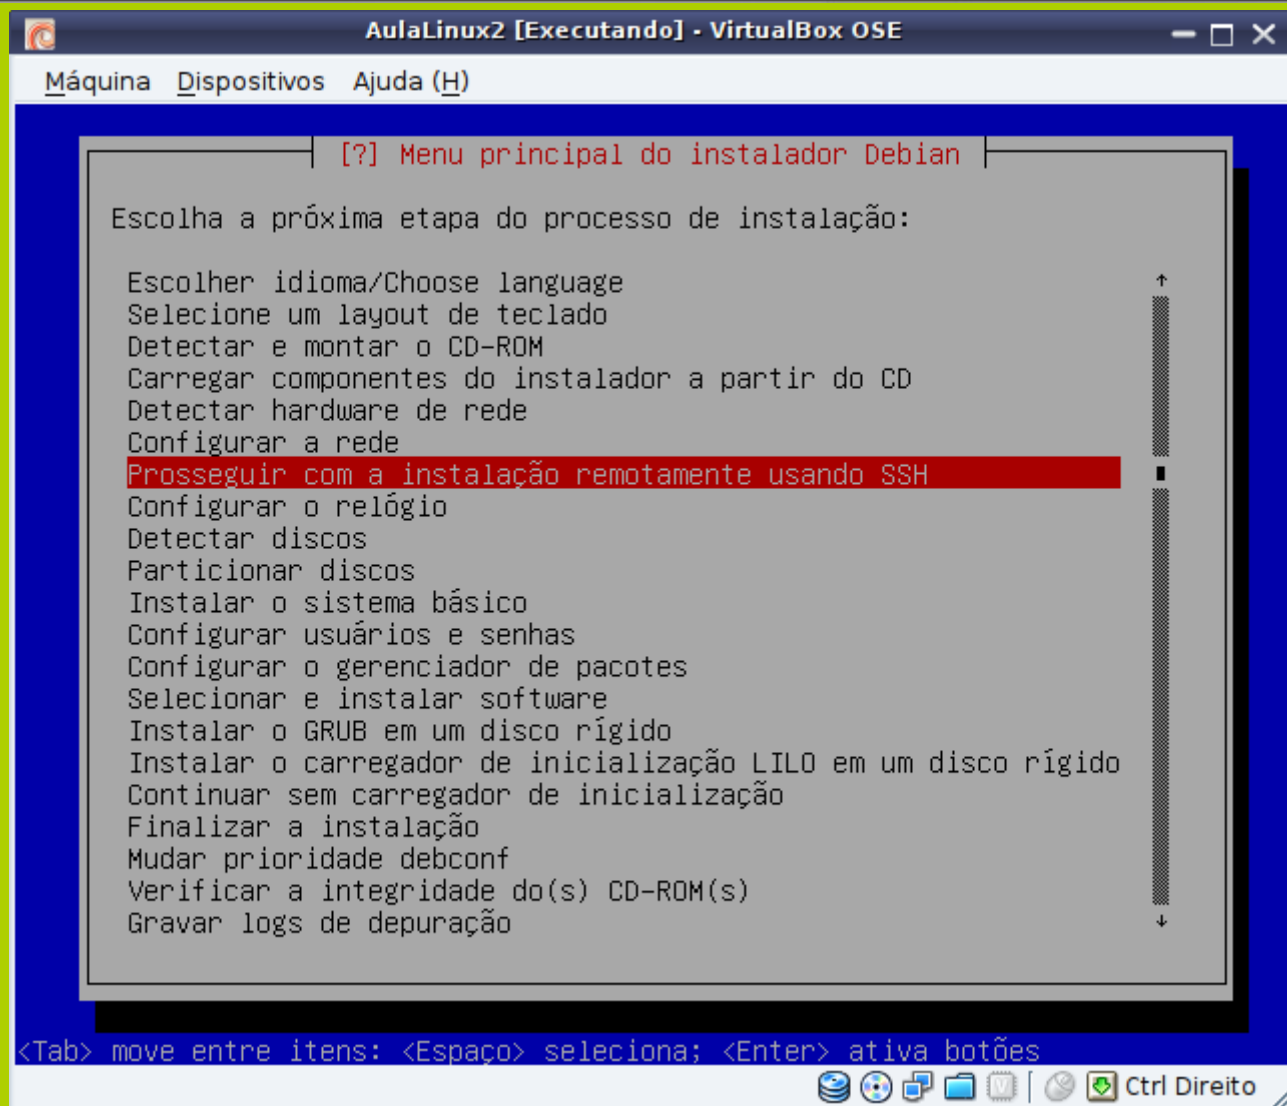 AulaLinux2 [Executando] - VirtualBox OSE
Máquina Dispositivos Ajuda (H)
[?] Menu principal do instalador Debian
Escolha a próxima etapa do processo de instalação:
Escolher idioma/Choose language
Selecione um layout de teclado
Detectar e montar o CD-ROM
Carregar componentes do instalador a partir do CD
Detectar hardware de rede
Configurar a rede
Prosseguir com a instalação remotamente usando SSH
Configurar o relógio
Detectar discos
Particionar discos
Instalar o sistema básico
Configurar usuários e senhas
Configurar o gerenciador de pacotes
Selecionar e instalar software
Instalar o GRUB em um disco rígido
Instalar o carregador de inicialização LILO em um disco rígido
Continuar sem carregador de inicialização
Finalizar a instalação
Mudar prioridade debconf
Verificar a integridade do(s) CD-ROM(s)
Gravar logs de depuração
<Tab> move entre itens: <Espaço> seleciona; <Enter> ativa botões
Ctrl Direito